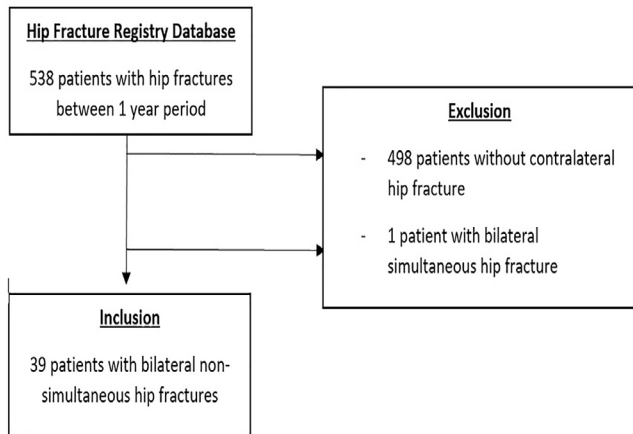 Hip Fracture Registry Database
538 patients with hip fractures
between 1 year period
Exclusion
- 498 patients without contralateral
hip fracture
- 1 patient with bilateral
simultaneous hip fracture
Inclusion
39 patients with bilateral non-
simultaneous hip fractures